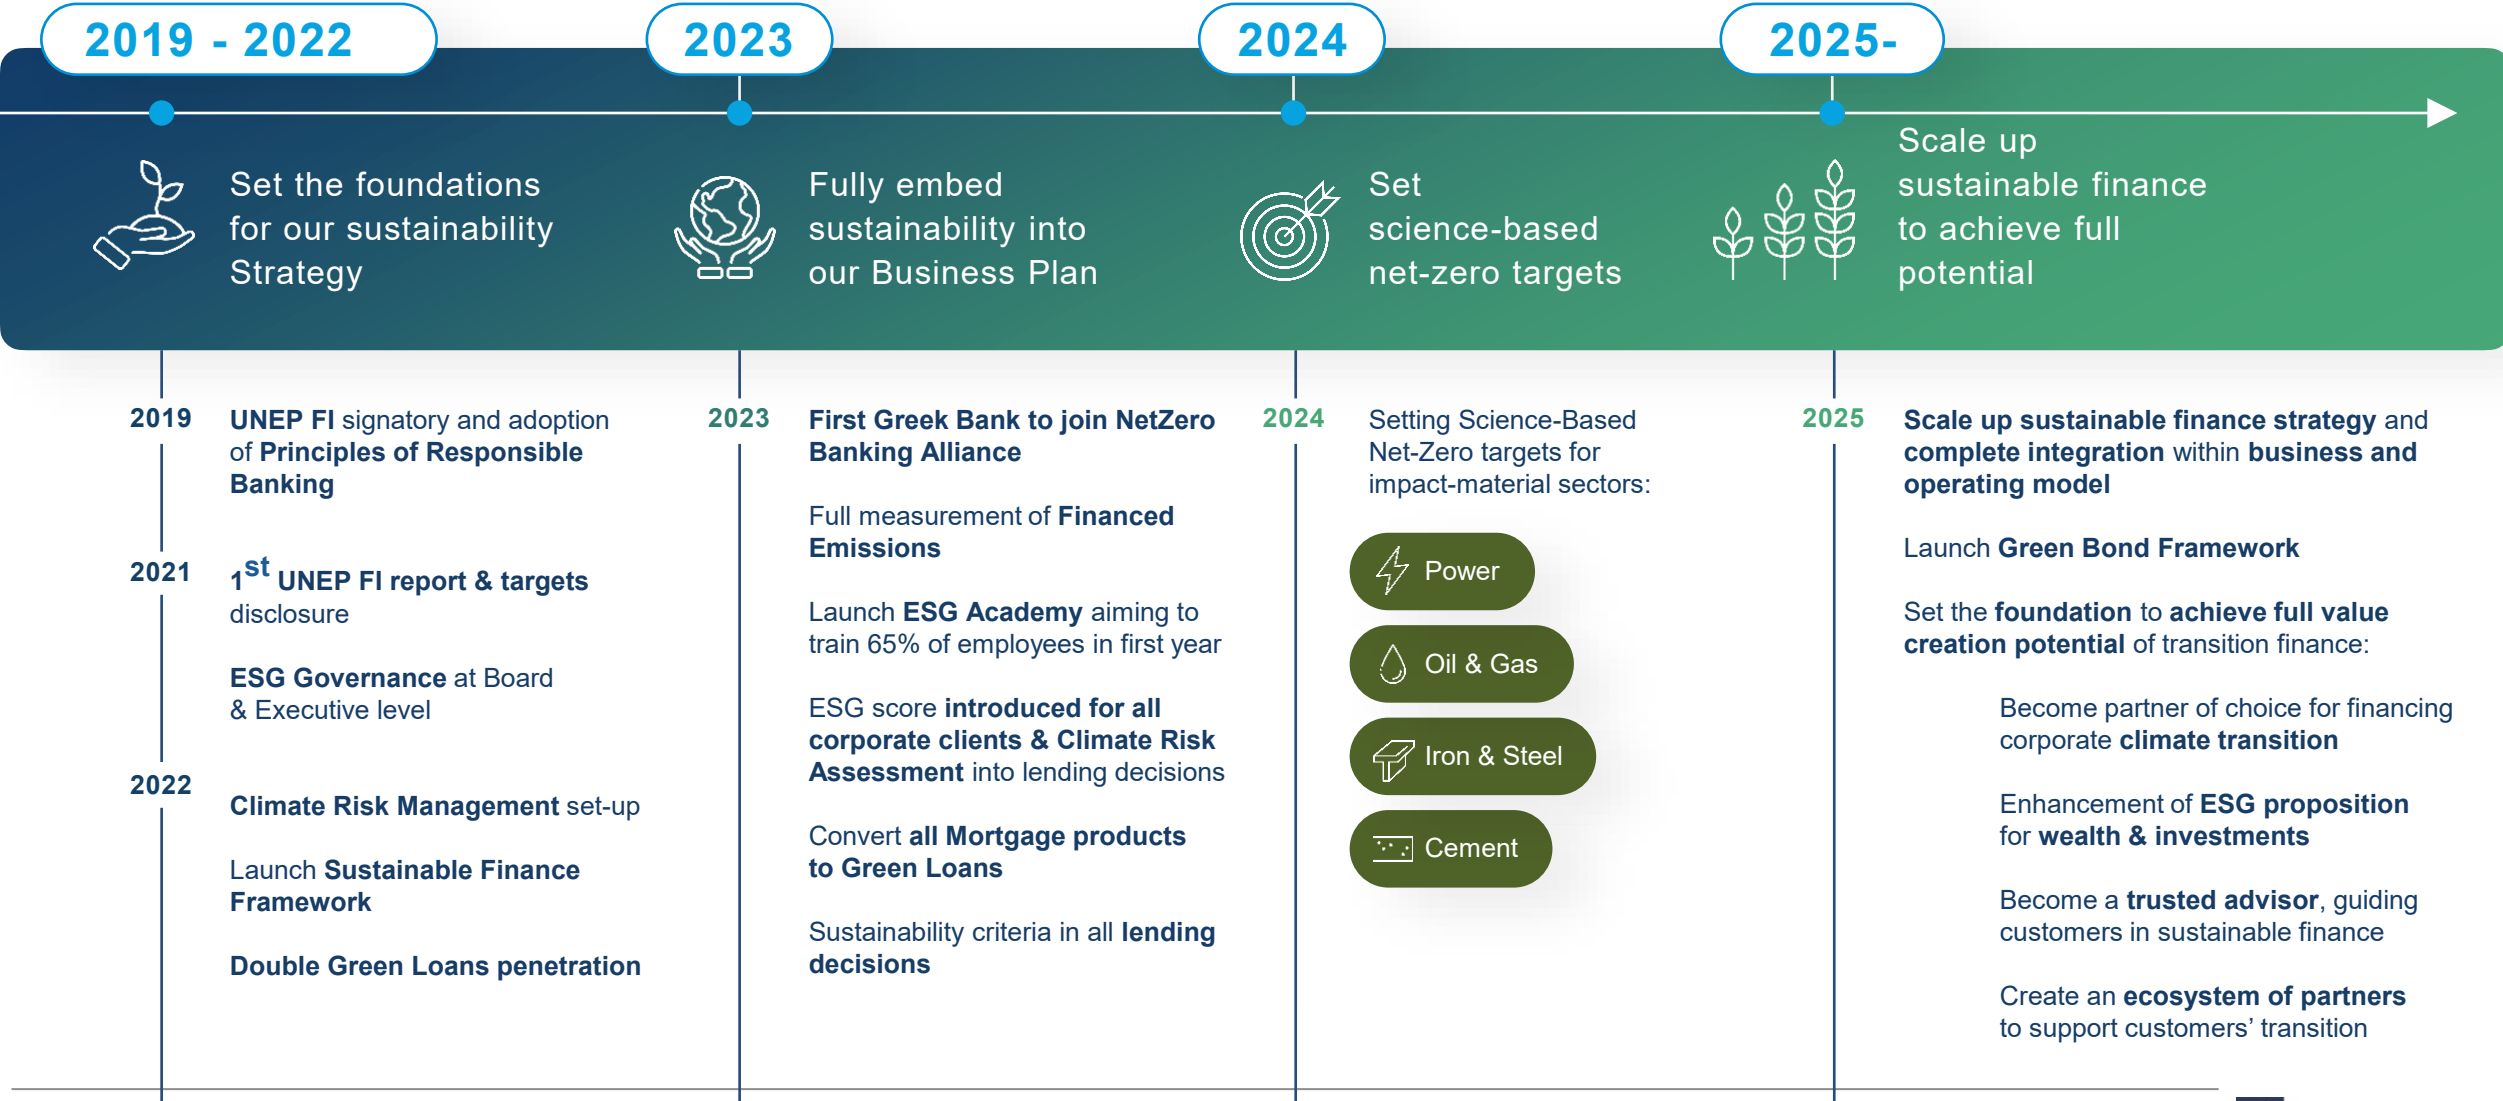 2019 - 2022
2023
2024
2025-
Set the foundations
for our sustainability
Strategy
Fully embed
sustainability into
our Business Plan
Set
science-based
net-zero targets
Scale up
sustainable finance
to achieve full
potential
2019
UNEP FI signatory and adoption
of Principles of Responsible
Banking
2021
1st UNEP FI report & targets
disclosure
ESG Governance at Board
& Executive level
2022
Climate Risk Management set-up
Launch Sustainable Finance
Framework
Double Green Loans penetration
2023
First Greek Bank to join NetZero
Banking Alliance
Full measurement of Financed
Emissions
Launch ESG Academy aiming to
train 65% of employees in first year
ESG score introduced for all
corporate clients & Climate Risk
Assessment into lending decisions
Convert all Mortgage products
to Green Loans
Sustainability criteria in all lending
decisions
2024
Setting Science-Based
Net-Zero targets for
impact-material sectors:
Power
Oil & Gas
Iron & Steel
Cement
2025
Scale up sustainable finance strategy and
complete integration within business and
operating model
Launch Green Bond Framework
Set the foundation to achieve full value
creation potential of transition finance:
Become partner of choice for financing
corporate climate transition
Enhancement of ESG proposition
for wealth & investments
Become a trusted advisor, guiding
customers in sustainable finance
Create an ecosystem of partners
to support customers’ transition